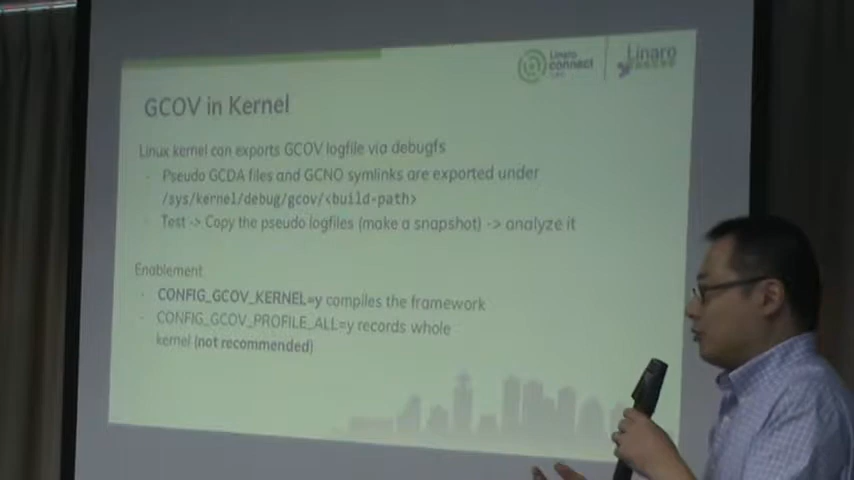 Linaro
connect
Linaro
GCOV in Kernel
Linux kernel can exports GCOV logfile via debugfs
- Pseudo GCDA files and GCNO symlinks are exported under
/sys/kernel/debug/gcov/<build-path>
- Test -> Copy the pseudo logfiles (make a snapshot) -> analyze it
Enablement
- CONFIG_GCOV_KERNEL=y compiles the framework
- CONFIG_GCOV_PROFILE_ALL=y records whole
kernel (not recommended)